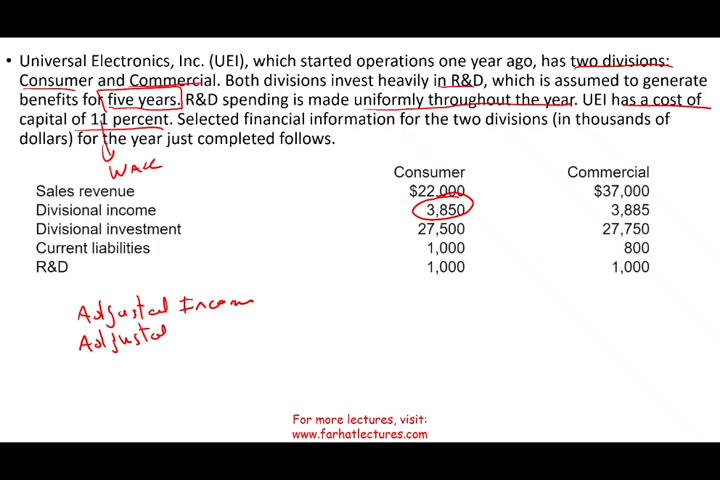 • Universal Electronics, Inc. (UEI), which started operations one year ago, has two divisions:
Consumer and Commercial. Both divisions invest heavily in R&D, which is assumed to generate
benefits for five years. R&D spending is made uniformly throughout the year. UEI has a cost of
capital of 11 percent. Selected financial information for the two divisions (in thousands of
dollars) for the year just completed follows.
WACC
Consumer Commercial
Sales revenue $22,000 $37,000
Divisional income 3,850 3,885
Divisional investment 27,500 27,750
Current liabilities 1,000 800
R&D 1,000 1,000
Adjusted Income
Adjusted
For more lectures, visit:
www.farhatlectures.com